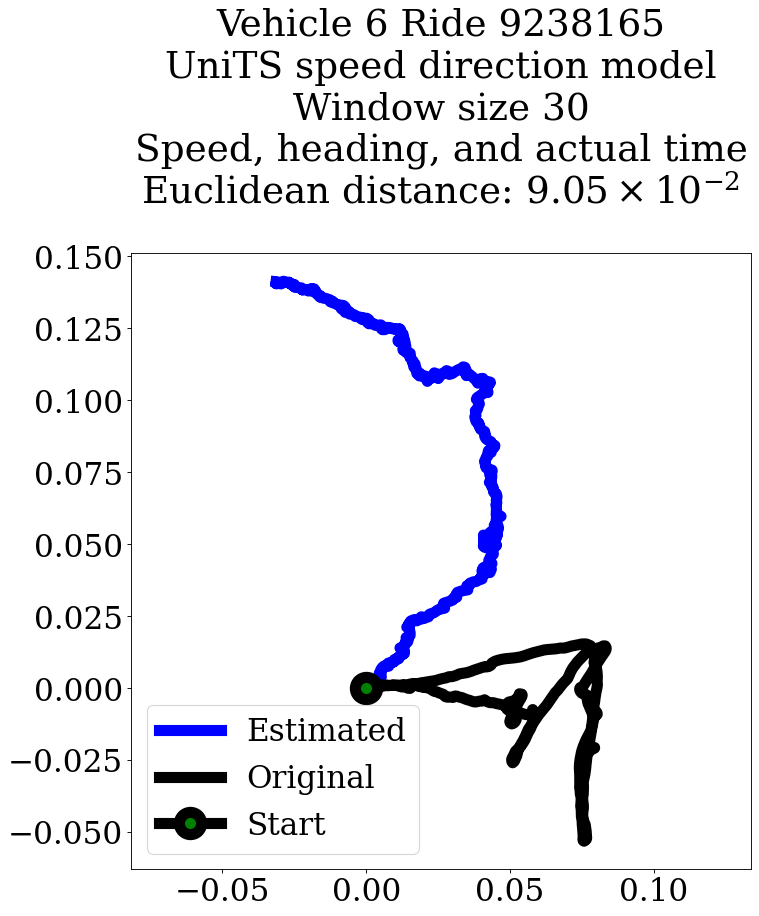 Vehicle 6 Ride 9238165
UniTS speed direction model
Window size 30
Speed, heading, and actual time
Euclidean distance: 9.05 × 10⁻²
0.150
0.125
0.100
0.075
0.050
0.025
0.000
−0.025
−0.050
Estimated
Original
Start
−0.05 0.00 0.05 0.10